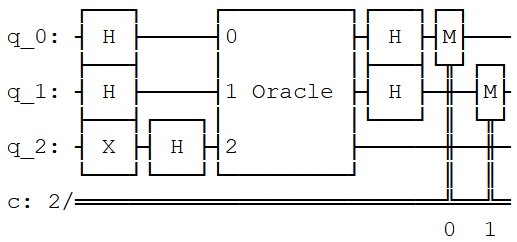 q_0: H 0 H M
q_1: H 1 Oracle H M
q_2: X H 2
c: 2/
0 1